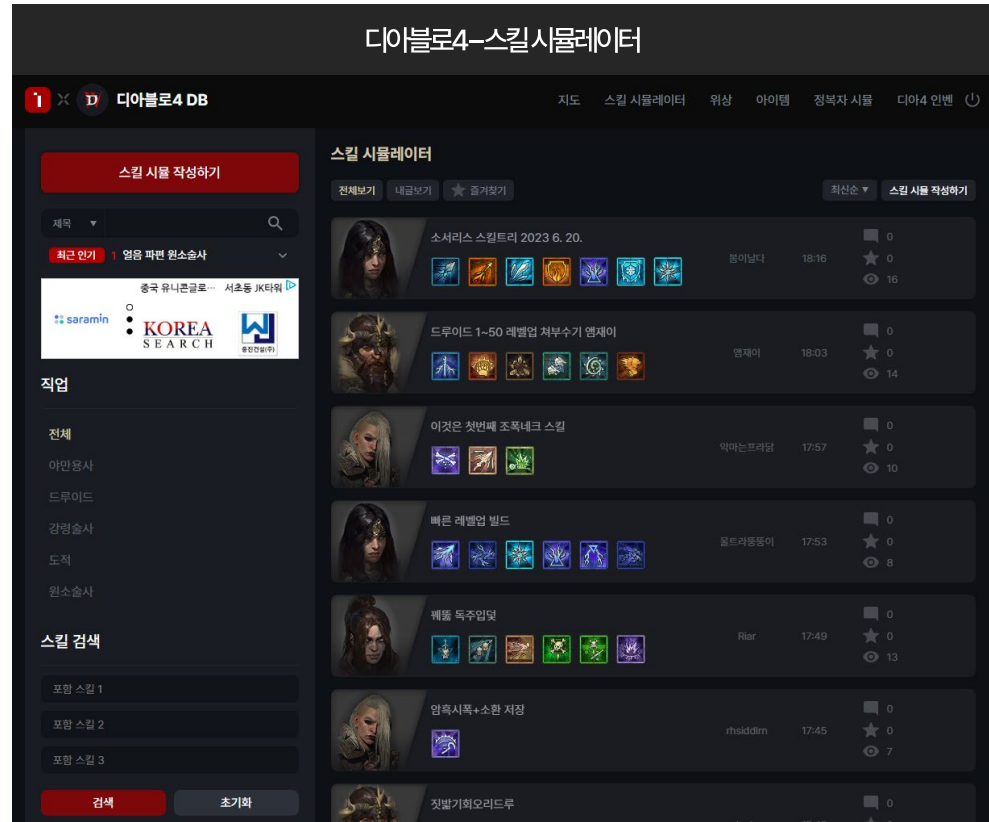 디아블로4-스킬 시뮬레이터
디아블로4 DB
지도 스킬 시뮬레이터 위상 아이템 정복자 시뮬 디아4 인벤
스킬 시뮬 작성하기
제목 ▼
최근 인기 1 얼음 파편 원소술사
중국 유니콘글로… 서초동 JK타워
saramin
KOREA
SEARCH
직업
전체
야만용사
드루이드
강령술사
도적
원소술사
스킬 검색
포함 스킬 1
포함 스킬 2
포함 스킬 3
검색 초기화
스킬 시뮬레이터
전체보기 내글보기 ★ 즐겨찾기 최신순 ▼ 스킬 시뮬 작성하기
소서리스 스킬트리 2023 6. 20.
봄이날다 18:16
0
0
16
드루이드 1~50 레벨업 쳐부수기 앰재이
앰재이 18:03
0
0
14
이것은 첫번째 조폭네크 스킬
악마는프라담 17:57
0
0
10
빠른 레벨업 빌드
울트라뚱뚱이 17:53
0
0
8
꿰뚫 독주입덫
Riar 17:49
0
0
13
암흑시폭+소환 저장
rhsiddlrn 17:45
0
0
7
짓밟기회오리드루
0
0